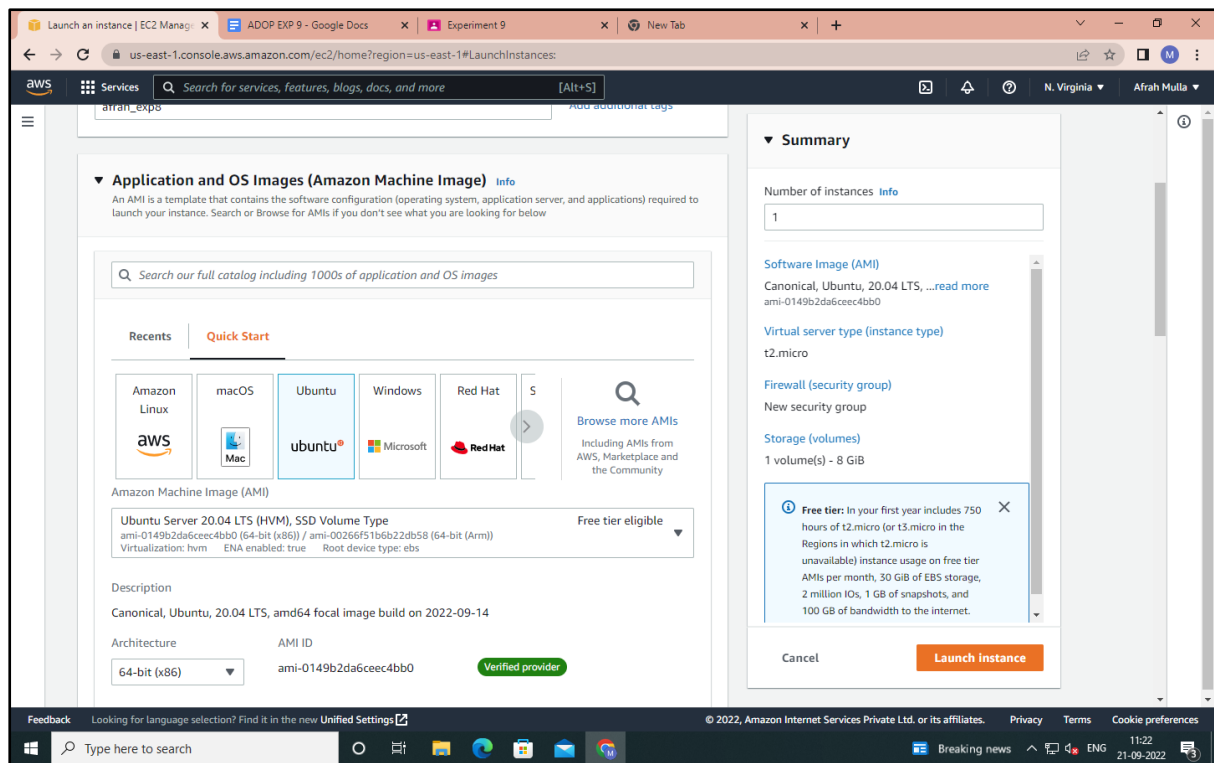 Launch an instance | EC2 Manage
ADOP EXP 9 - Google Docs
Experiment 9
New Tab
us-east-1.console.aws.amazon.com/ec2/home?region=us-east-1#LaunchInstances:
M
aws
Services
Search for services, features, blogs, docs, and more
[Alt+S]
N. Virginia
Afrah Mulla
afrah_exp8
Add additional tags
Application and OS Images (Amazon Machine Image) Info
An AMI is a template that contains the software configuration (operating system, application server, and applications) required to
launch your instance. Search or Browse for AMIs if you don't see what you are looking for below
Search our full catalog including 1000s of application and OS images
Recents
Quick Start
Amazon
Linux
aws
macOS
Mac
Ubuntu
ubuntu
Windows
Microsoft
Red Hat
Red Hat
S
Browse more AMIs
Including AMIs from
AWS, Marketplace and
the Community
Amazon Machine Image (AMI)
Ubuntu Server 20.04 LTS (HVM), SSD Volume Type
Free tier eligible
ami-0149b2da6ceec4bb0 (64-bit (x86)) / ami-00266f51b6b22db58 (64-bit (Arm))
Virtualization: hvm ENA enabled: true Root device type: ebs
Description
Canonical, Ubuntu, 20.04 LTS, amd64 focal image build on 2022-09-14
Architecture
AMI ID
64-bit (x86)
ami-0149b2da6ceec4bb0
Verified provider
Summary
Number of instances Info
1
Software Image (AMI)
Canonical, Ubuntu, 20.04 LTS, ...read more
ami-0149b2da6ceec4bb0
Virtual server type (instance type)
t2.micro
Firewall (security group)
New security group
Storage (volumes)
1 volume(s) - 8 GiB
Free tier: In your first year includes 750
hours of t2.micro (or t3.micro in the
Regions in which t2.micro is
unavailable) instance usage on free tier
AMIs per month, 30 GiB of EBS storage,
2 million IOs, 1 GB of snapshots, and
100 GB of bandwidth to the internet.
Cancel
Launch instance
Feedback
Looking for language selection? Find it in the new Unified Settings
© 2022, Amazon Internet Services Private Ltd. or its affiliates.
Privacy
Terms
Cookie preferences
Type here to search
Breaking news
ENG
11:22
21-09-2022
3